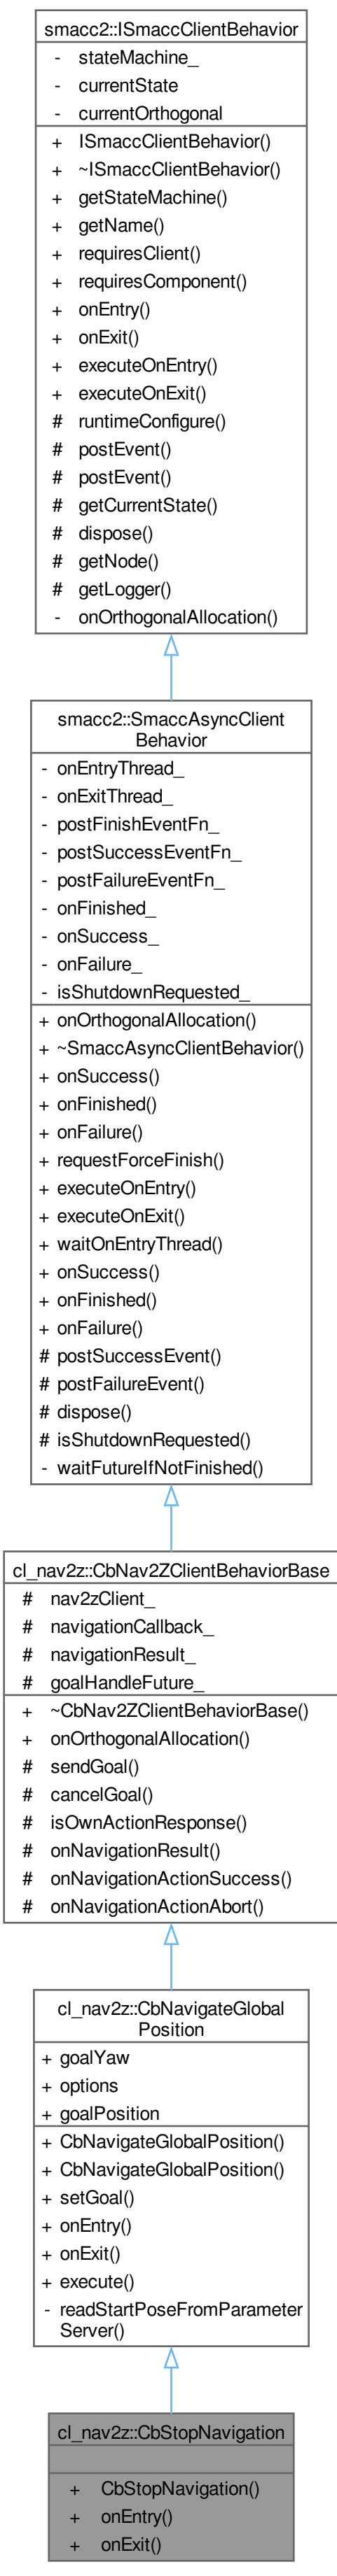 smacc2::ISmaccClientBehavior
- stateMachine_
- currentState
- currentOrthogonal
+ ISmaccClientBehavior()
+ ~ISmaccClientBehavior()
+ getStateMachine()
+ getName()
+ requiresClient()
+ requiresComponent()
+ onEntry()
+ onExit()
+ executeOnEntry()
+ executeOnExit()
# runtimeConfigure()
# postEvent()
# postEvent()
# getCurrentState()
# dispose()
# getNode()
# getLogger()
- onOrthogonalAllocation()
smacc2::SmaccAsyncClient
Behavior
- onEntryThread_
- onExitThread_
- postFinishEventFn_
- postSuccessEventFn_
- postFailureEventFn_
- onFinished_
- onSuccess_
- onFailure_
- isShutdownRequested_
+ onOrthogonalAllocation()
+ ~SmaccAsyncClientBehavior()
+ onSuccess()
+ onFinished()
+ onFailure()
+ requestForceFinish()
+ executeOnEntry()
+ executeOnExit()
+ waitOnEntryThread()
+ onSuccess()
+ onFinished()
+ onFailure()
# postSuccessEvent()
# postFailureEvent()
# dispose()
# isShutdownRequested()
- waitFutureIfNotFinished()
cl_nav2z::CbNav2ZClientBehaviorBase
# nav2zClient_
# navigationCallback_
# navigationResult_
# goalHandleFuture_
+ ~CbNav2ZClientBehaviorBase()
+ onOrthogonalAllocation()
# sendGoal()
# cancelGoal()
# isOwnActionResponse()
# onNavigationResult()
# onNavigationActionSuccess()
# onNavigationActionAbort()
cl_nav2z::CbNavigateGlobal
Position
+ goalYaw
+ options
+ goalPosition
+ CbNavigateGlobalPosition()
+ CbNavigateGlobalPosition()
+ setGoal()
+ onEntry()
+ onExit()
+ execute()
- readStartPoseFromParameter
Server()
cl_nav2z::CbStopNavigation
+ CbStopNavigation()
+ onEntry()
+ onExit()